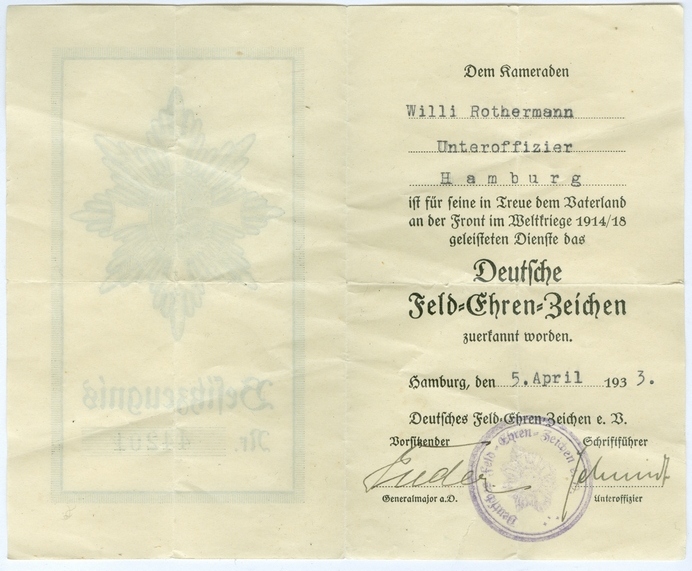 Dem Kameraden
Willi Rothermann
Unteroffizier
Hamburg
ist für seine in Treue dem Vaterland
an der Front im Weltkriege 1914/18
geleisteten Dienste das
Deutsche
Feld-Ehren-Zeichen
zuerkannt worden.
Hamburg, den 5. April 1933.
Deutsches Feld-Ehren-Zeichen e. V.
Vorsitzender Schriftführer
Generalmajor a.D. Unteroffizier
Besitzzeugnis
Nr.